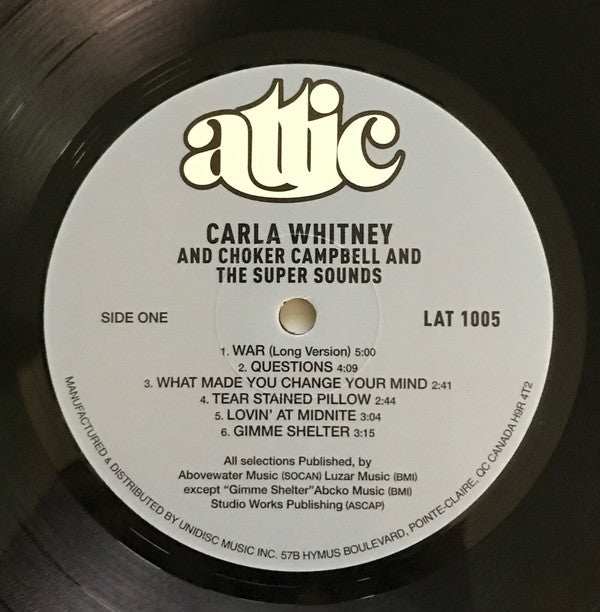 attic
CARLA WHITNEY
AND CHOKER CAMPBELL AND
THE SUPER SOUNDS
SIDE ONE
LAT 1005
1. WAR (Long Version) 5:00
2. QUESTIONS 4:09
3. WHAT MADE YOU CHANGE YOUR MIND 2:41
4. TEAR STAINED PILLOW 2:44
5. LOVIN' AT MIDNITE 3:04
6. GIMME SHELTER 3:15
All selections Published, by
Abovewater Music (SOCAN) Luzar Music (BMI)
except "Gimme Shelter"Abcko Music (BMI)
Studio Works Publishing (ASCAP)
MANUFACTURED & DISTRIBUTED BY UNIDISC MUSIC INC. 57B HYMUS BOULEVARD, POINTE-CLAIRE, QC CANADA H9R 4T2